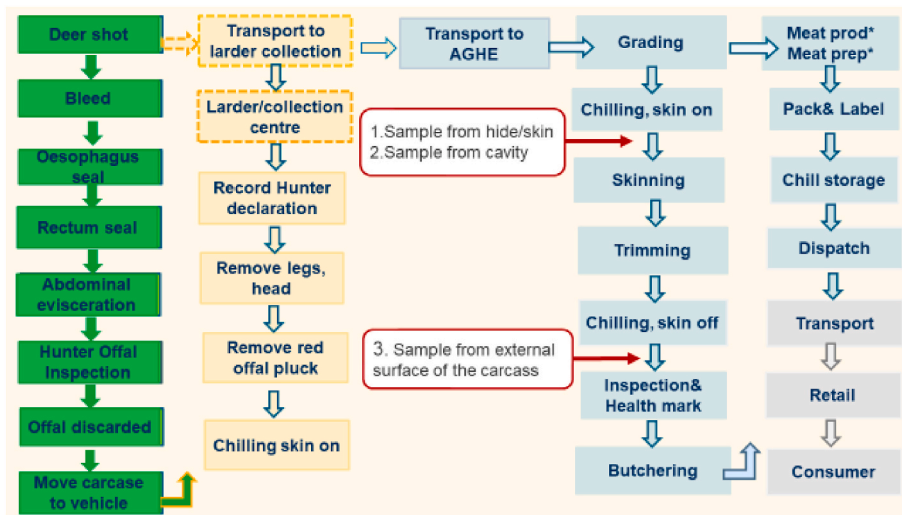 Deer shot
Bleed
Oesophagus
seal
Rectum seal
Abdominal
evisceration
Hunter Offal
Inspection
Offal discarded
Move carcase
to vehicle
Transport to
larder collection
Larder/collection
centre
Record Hunter
declaration
Remove legs,
head
Remove red
offal pluck
Chilling skin on
Transport to
AGHE
1.Sample from hide/skin
2.Sample from cavity
3. Sample from external
surface of the carcass
Grading
Chilling, skin on
Skinning
Trimming
Chilling, skin off
Inspection&
Health mark
Butchering
Meat prod*
Meat prep*
Pack& Label
Chill storage
Dispatch
Transport
Retail
Consumer